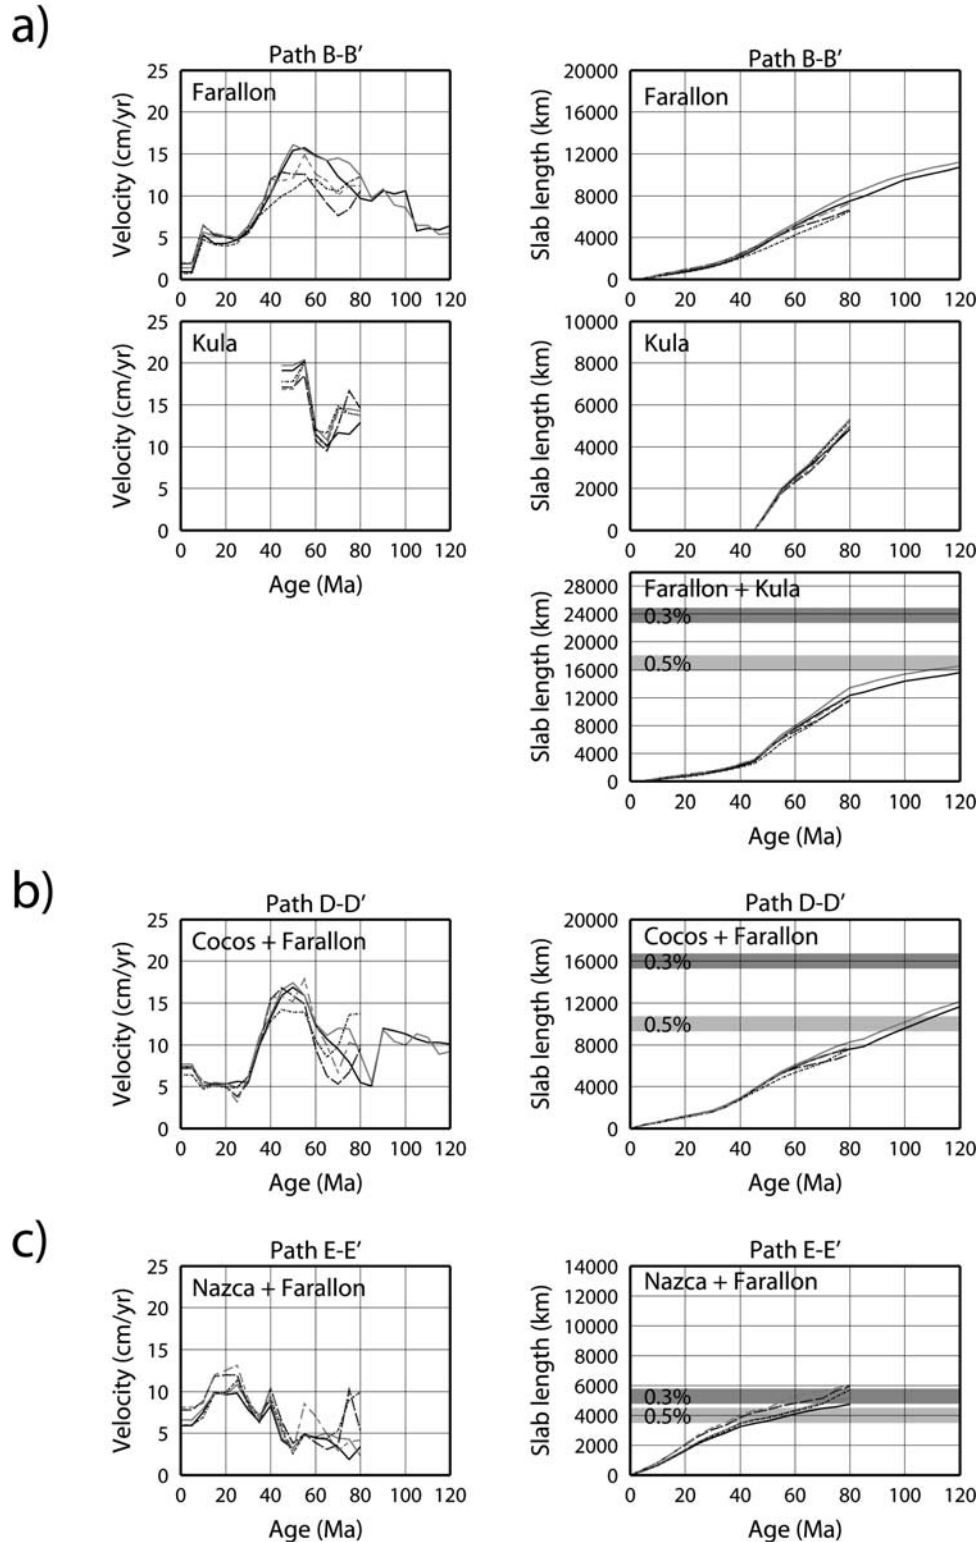 a)
Path B-B’
Farallon
Velocity (cm/yr)
25
20
15
10
5
0
0 20 40 60 80 100 120
Path B-B’
Farallon
Slab length (km)
20000
16000
12000
8000
4000
0
0 20 40 60 80 100 120
Kula
Velocity (cm/yr)
25
20
15
10
5
0
0 20 40 60 80 100 120
Age (Ma)
Kula
Slab length (km)
10000
8000
6000
4000
2000
0
0 20 40 60 80 100 120
Farallon + Kula
Slab length (km)
28000
24000
20000
16000
12000
8000
4000
0
0.3%
0.5%
0 20 40 60 80 100 120
Age (Ma)
b)
Path D-D’
Cocos + Farallon
Velocity (cm/yr)
25
20
15
10
5
0
0 20 40 60 80 100 120
Age (Ma)
Path D-D’
Cocos + Farallon
Slab length (km)
20000
16000
12000
8000
4000
0
0.3%
0.5%
0 20 40 60 80 100 120
Age (Ma)
c)
Path E-E’
Nazca + Farallon
Velocity (cm/yr)
25
20
15
10
5
0
0 20 40 60 80 100 120
Age (Ma)
Path E-E’
Nazca + Farallon
Slab length (km)
14000
12000
10000
8000
6000
4000
2000
0
0.3%
0.5%
0 20 40 60 80 100 120
Age (Ma)